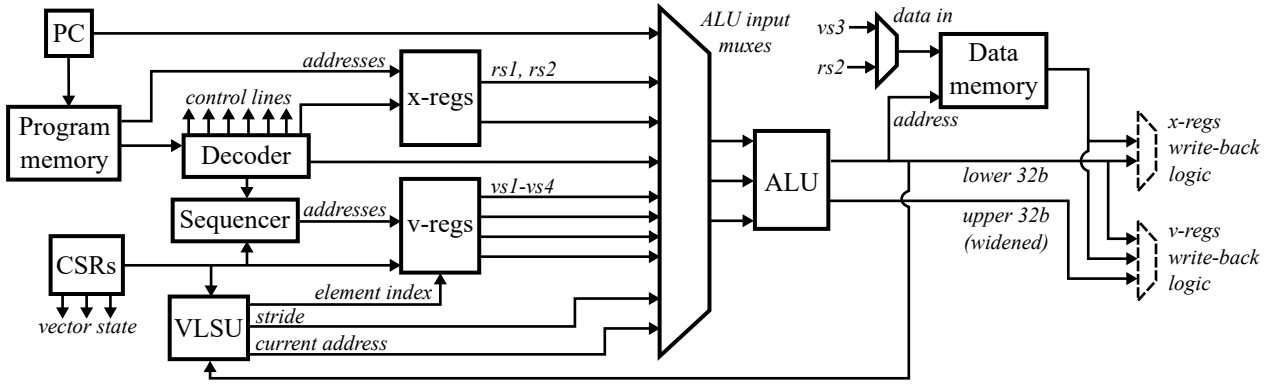 PC
Program
memory
addresses
control lines
Decoder
Sequencer
addresses
CSRs
vector state
VLSU
element index
stride
current address
x-regs
rs1, rs2
v-regs
vs1-vs4
ALU input
muxes
ALU
vs3
rs2
data in
Data
memory
address
lower 32b
upper 32b
(widened)
x-regs
write-back
logic
v-regs
write-back
logic